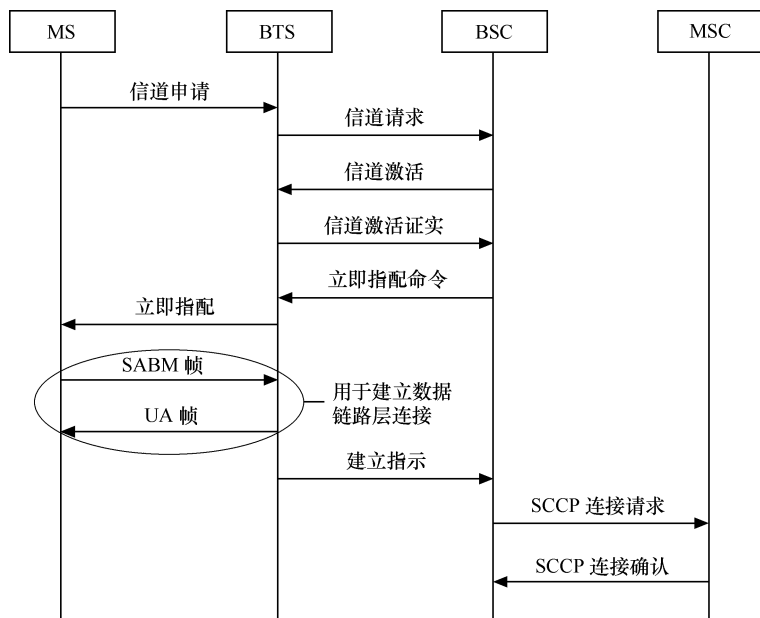 MS
BTS
BSC
MSC
信道申请
信道请求
信道激活
信道激活证实
立即指配命令
立即指配
SABM 帧
用于建立数据
链路层连接
UA 帧
建立指示
SCCP 连接请求
SCCP 连接确认